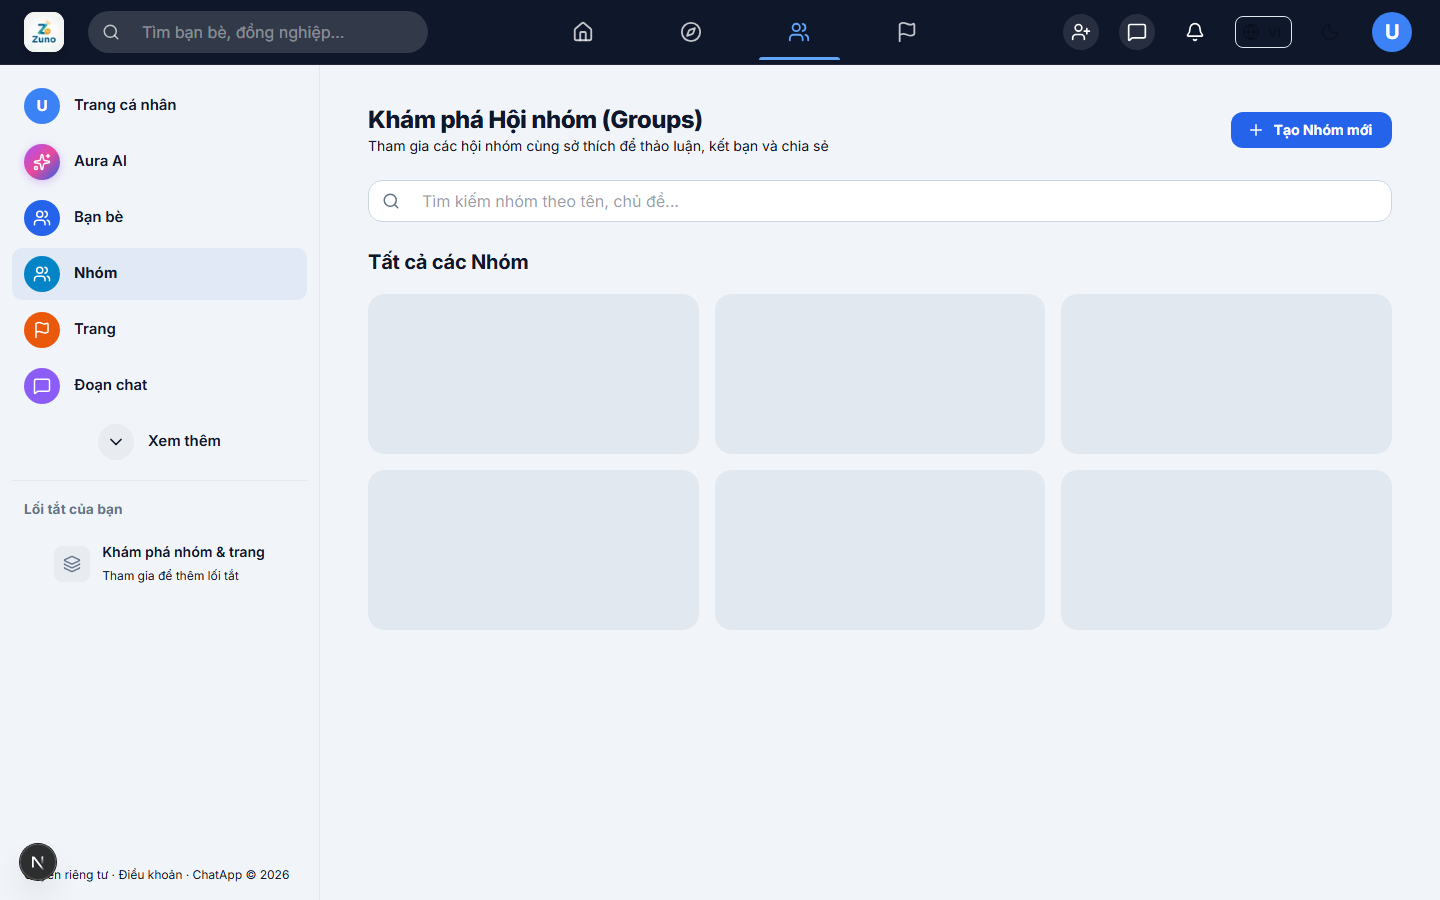 Zuno
Tìm bạn bè, đồng nghiệp...
VI
U
U
Trang cá nhân
Aura AI
Bạn bè
Nhóm
Trang
Đoạn chat
Xem thêm
Lối tắt của bạn
Khám phá nhóm & trang
Tham gia để thêm lối tắt
riêng tư · Điều khoản · ChatApp © 2026
N
Khám phá Hội nhóm (Groups)
Tham gia các hội nhóm cùng sở thích để thảo luận, kết bạn và chia sẻ
Tạo Nhóm mới
Tìm kiếm nhóm theo tên, chủ đề...
Tất cả các Nhóm